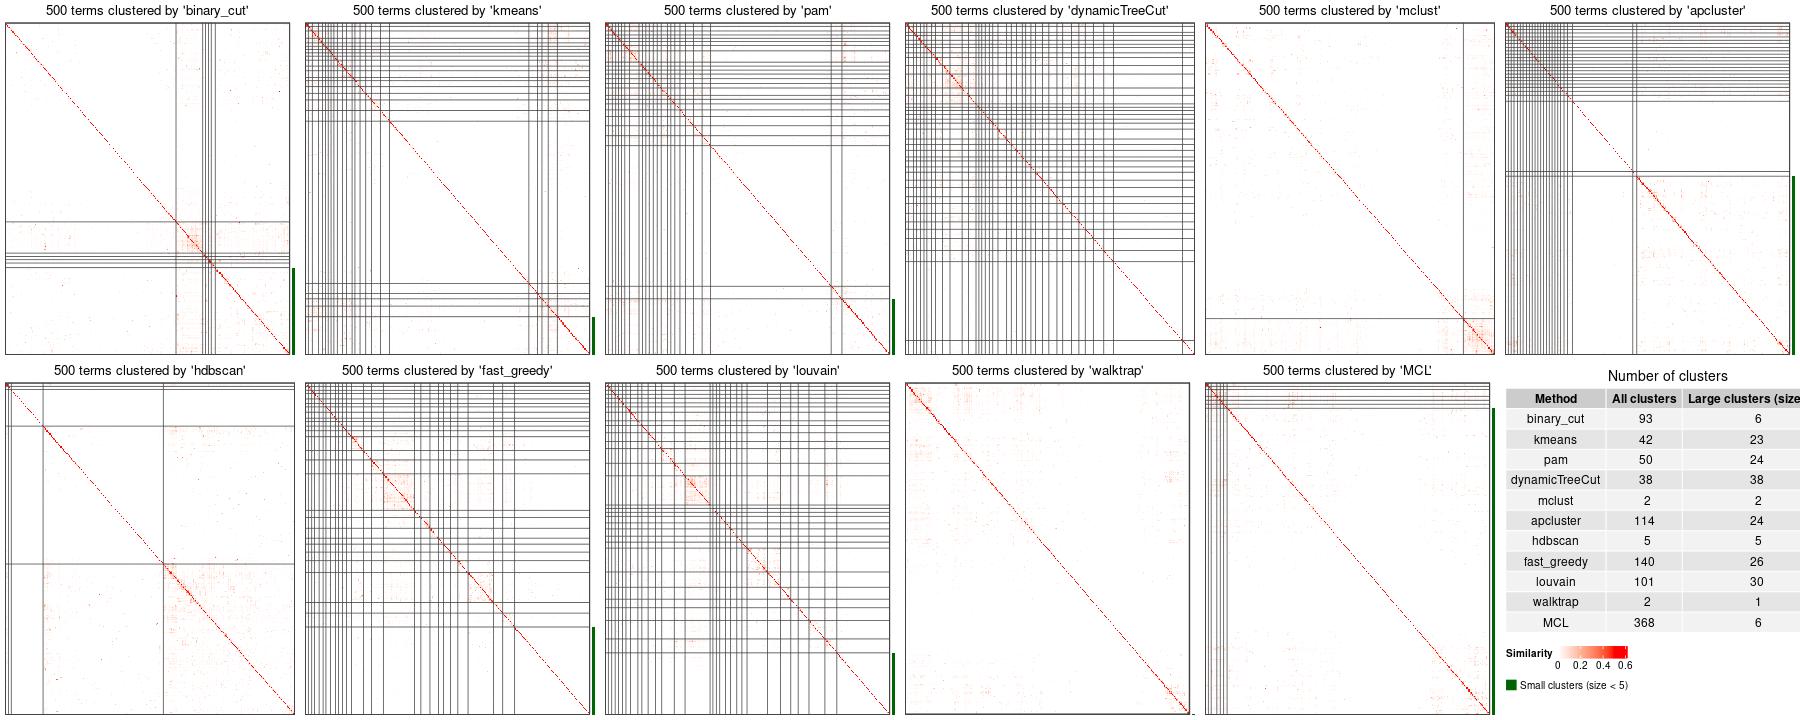 500 terms clustered by 'binary_cut'
500 terms clustered by 'kmeans'
500 terms clustered by 'pam'
500 terms clustered by 'dynamicTreeCut'
500 terms clustered by 'mclust'
500 terms clustered by 'apcluster'
500 terms clustered by 'hdbscan'
500 terms clustered by 'fast_greedy'
500 terms clustered by 'louvain'
500 terms clustered by 'walktrap'
500 terms clustered by 'MCL'
Number of clusters
Method All clusters Large clusters (size
binary_cut 93 6
kmeans 42 23
pam 50 24
dynamicTreeCut 38 38
mclust 2 2
apcluster 114 24
hdbscan 5 5
fast_greedy 140 26
louvain 101 30
walktrap 2 1
MCL 368 6
Similarity
0 0.2 0.4 0.6
Small clusters (size < 5)